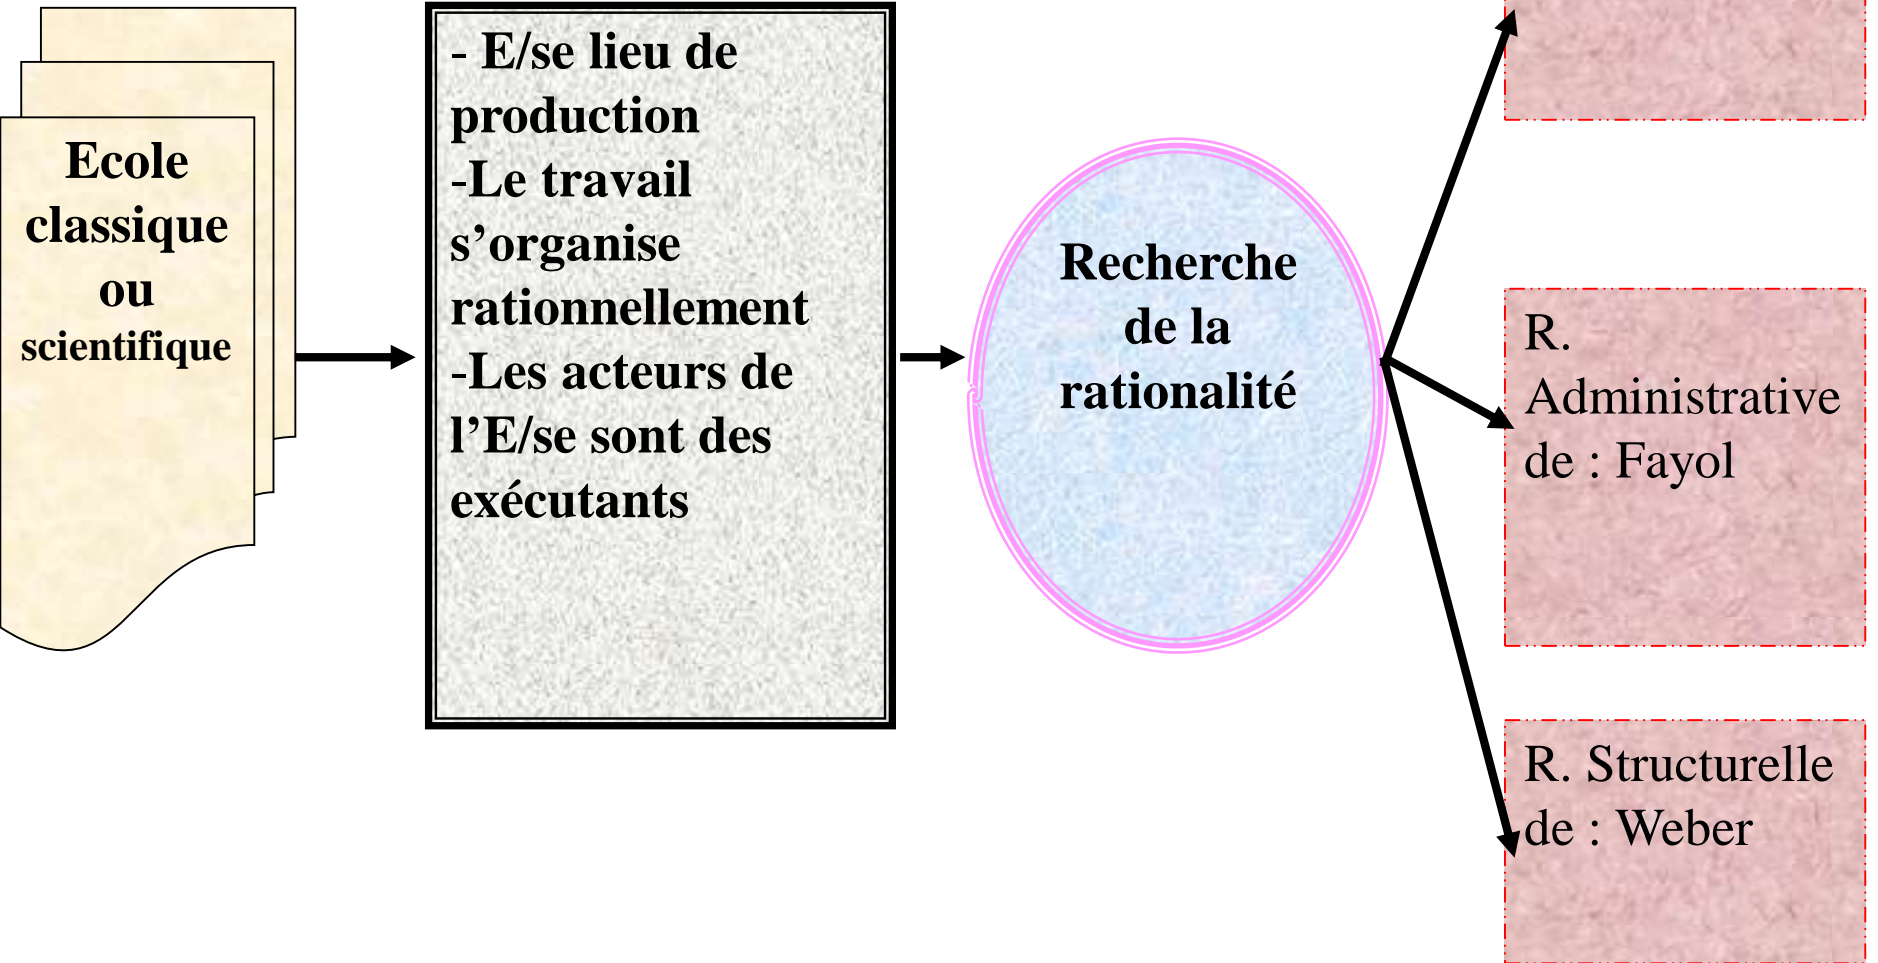 Ecole
classique
ou
scientifique
- E/se lieu de
production
-Le travail
s’organise
rationnellement
-Les acteurs de
l’E/se sont des
exécutants
Recherche
de la
rationalité
R.
Administrative
de : Fayol
R. Structurelle
de : Weber